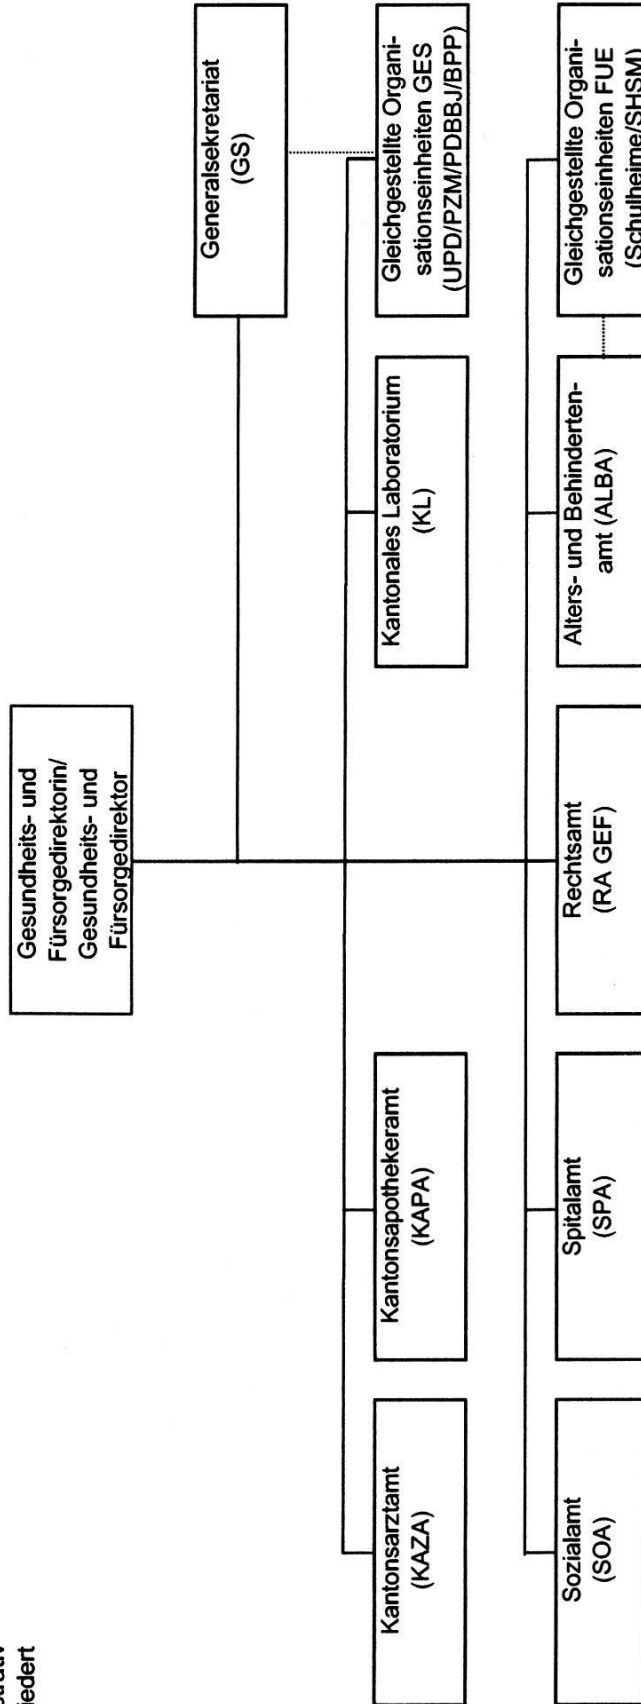 Gesundheits- und
Fürsorgedirektorin/
Gesundheits- und
Fürsorgedirektor
Generalsekretariat
(GS)
Kantonsarztamt
(KAZA)
Kantonsapothekeramt
(KAPA)
Kantonales Laboratorium
(KL)
Gleichgestellte Organi-
sationseinheiten GES
(UPD/PZM/PDBBJ/BPP)
Sozialamt
(SOA)
Spitalamt
(SPA)
Rechtsamt
(RA GEF)
Alters- und Behinderten-
amt (ALBA)
Gleichgestellte Organi-
sationseinheiten FUE
(Schulheime/SHSM)